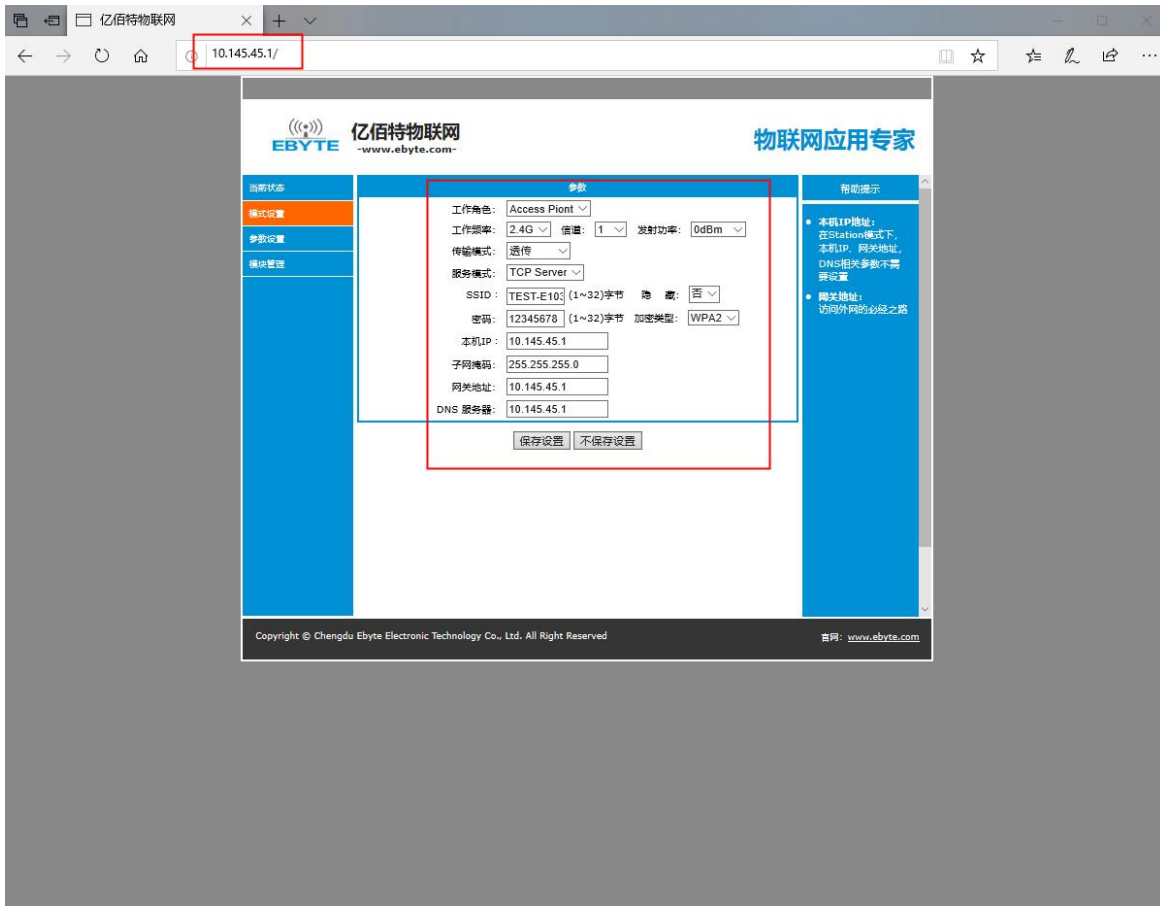 亿佰特物联网
10.145.45.1/
EBYTE
亿佰特物联网
-www.ebyte.com-
物联网应用专家
当前状态
模式设置
参数设置
模块管理
参数
工作角色: Access Piont
工作频率: 2.4G 信道: 1 发射功率: 0dBm
传输模式: 透传
服务模式: TCP Server
SSID: TEST-E103 (1~32)字节 隐 藏: 否
密码: 12345678 (1~32)字节 加密类型: WPA2
本机IP: 10.145.45.1
子网掩码: 255.255.255.0
网关地址: 10.145.45.1
DNS 服务器: 10.145.45.1
保存设置 不保存设置
帮助提示
本机IP地址:
在Station模式下,
本机IP, 网关地址,
DNS相关参数不需
要设置
网关地址:
访问外网的必经之路
Copyright © Chengdu Ebyte Electronic Technology Co., Ltd. All Right Reserved
官网: www.ebyte.com